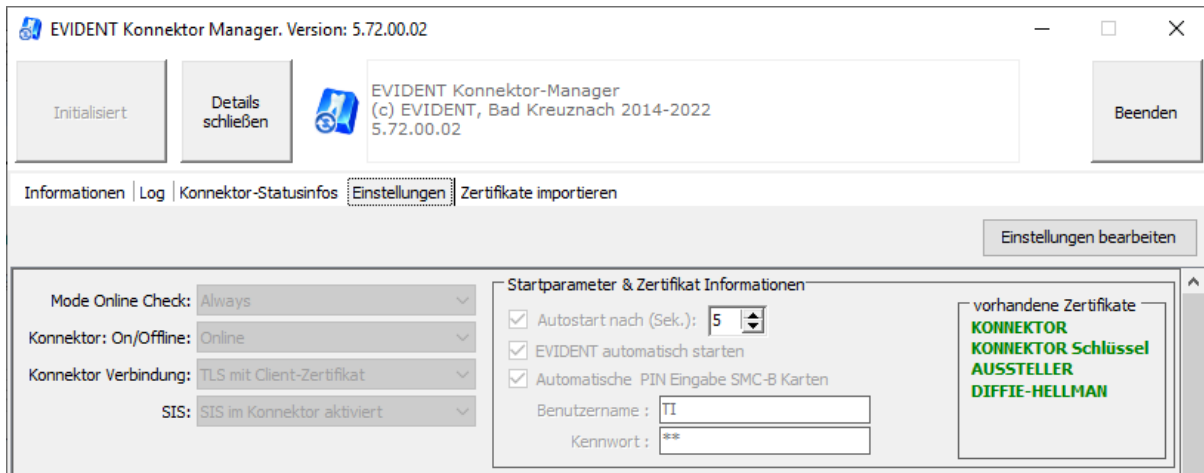 EVIDENT Konnektor Manager. Version: 5.72.00.02
Initialisiert
Details
schließen
EVIDENT Konnektor-Manager
(c) EVIDENT, Bad Kreuznach 2014-2022
5.72.00.02
Beenden
Informationen Log Konnektor-Statusinfos Einstellungen Zertifikate importieren
Einstellungen bearbeiten
Mode Online Check: Always
Konnektor: On/Offline: Online
Konnektor Verbindung: TLS mit Client-Zertifikat
SIS: SIS im Konnektor aktiviert
Startparameter & Zertifikat Informationen
Autostart nach (Sek.): 5
EVIDENT automatisch starten
Automatische PIN Eingabe SMC-B Karten
Benutzername : TI
Kennwort : **
vorhandene Zertifikate
KONNEKTOR
KONNEKTOR Schlüssel
AUSSTELLER
DIFFIE-HELLMAN